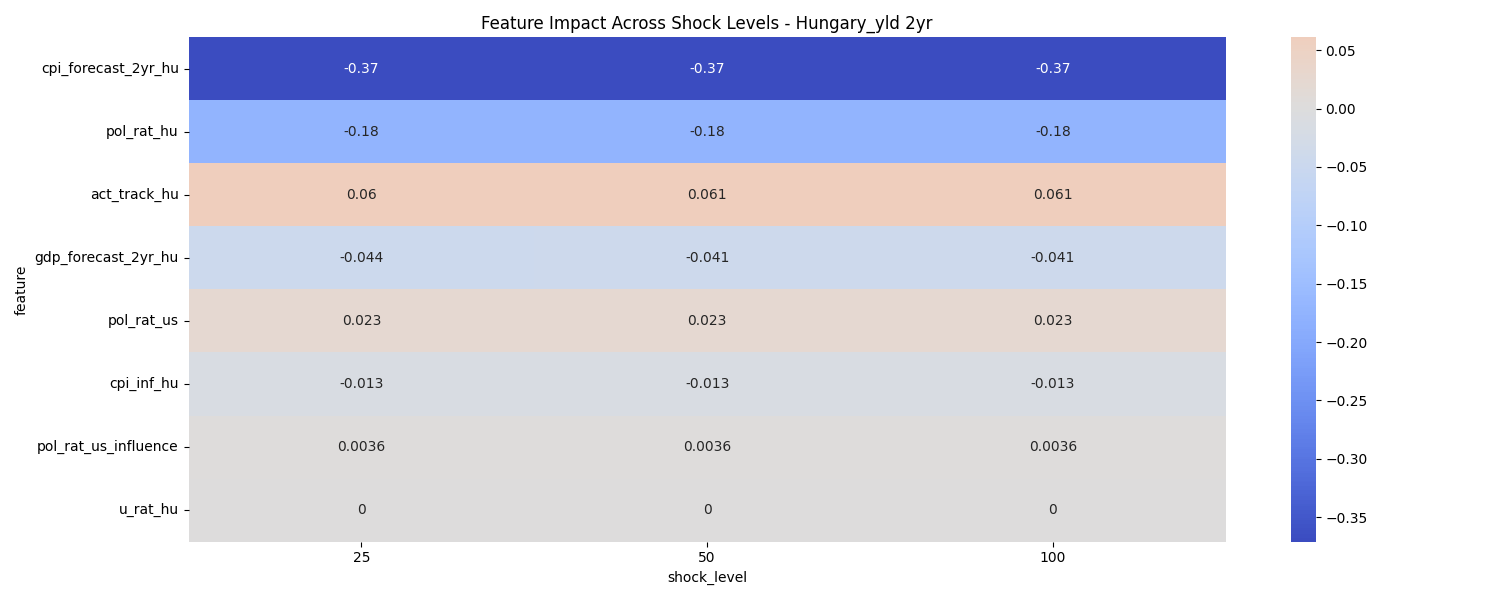 Feature Impact Across Shock Levels - Hungary_yld 2yr
feature
cpi_forecast_2yr_hu -0.37 -0.37 -0.37
pol_rat_hu -0.18 -0.18 -0.18
act_track_hu 0.06 0.061 0.061
gdp_forecast_2yr_hu -0.044 -0.041 -0.041
pol_rat_us 0.023 0.023 0.023
cpi_inf_hu -0.013 -0.013 -0.013
pol_rat_us_influence 0.0036 0.0036 0.0036
u_rat_hu 0 0 0
25 50 100
shock_level
0.05
0.00
−0.05
−0.10
−0.15
−0.20
−0.25
−0.30
−0.35